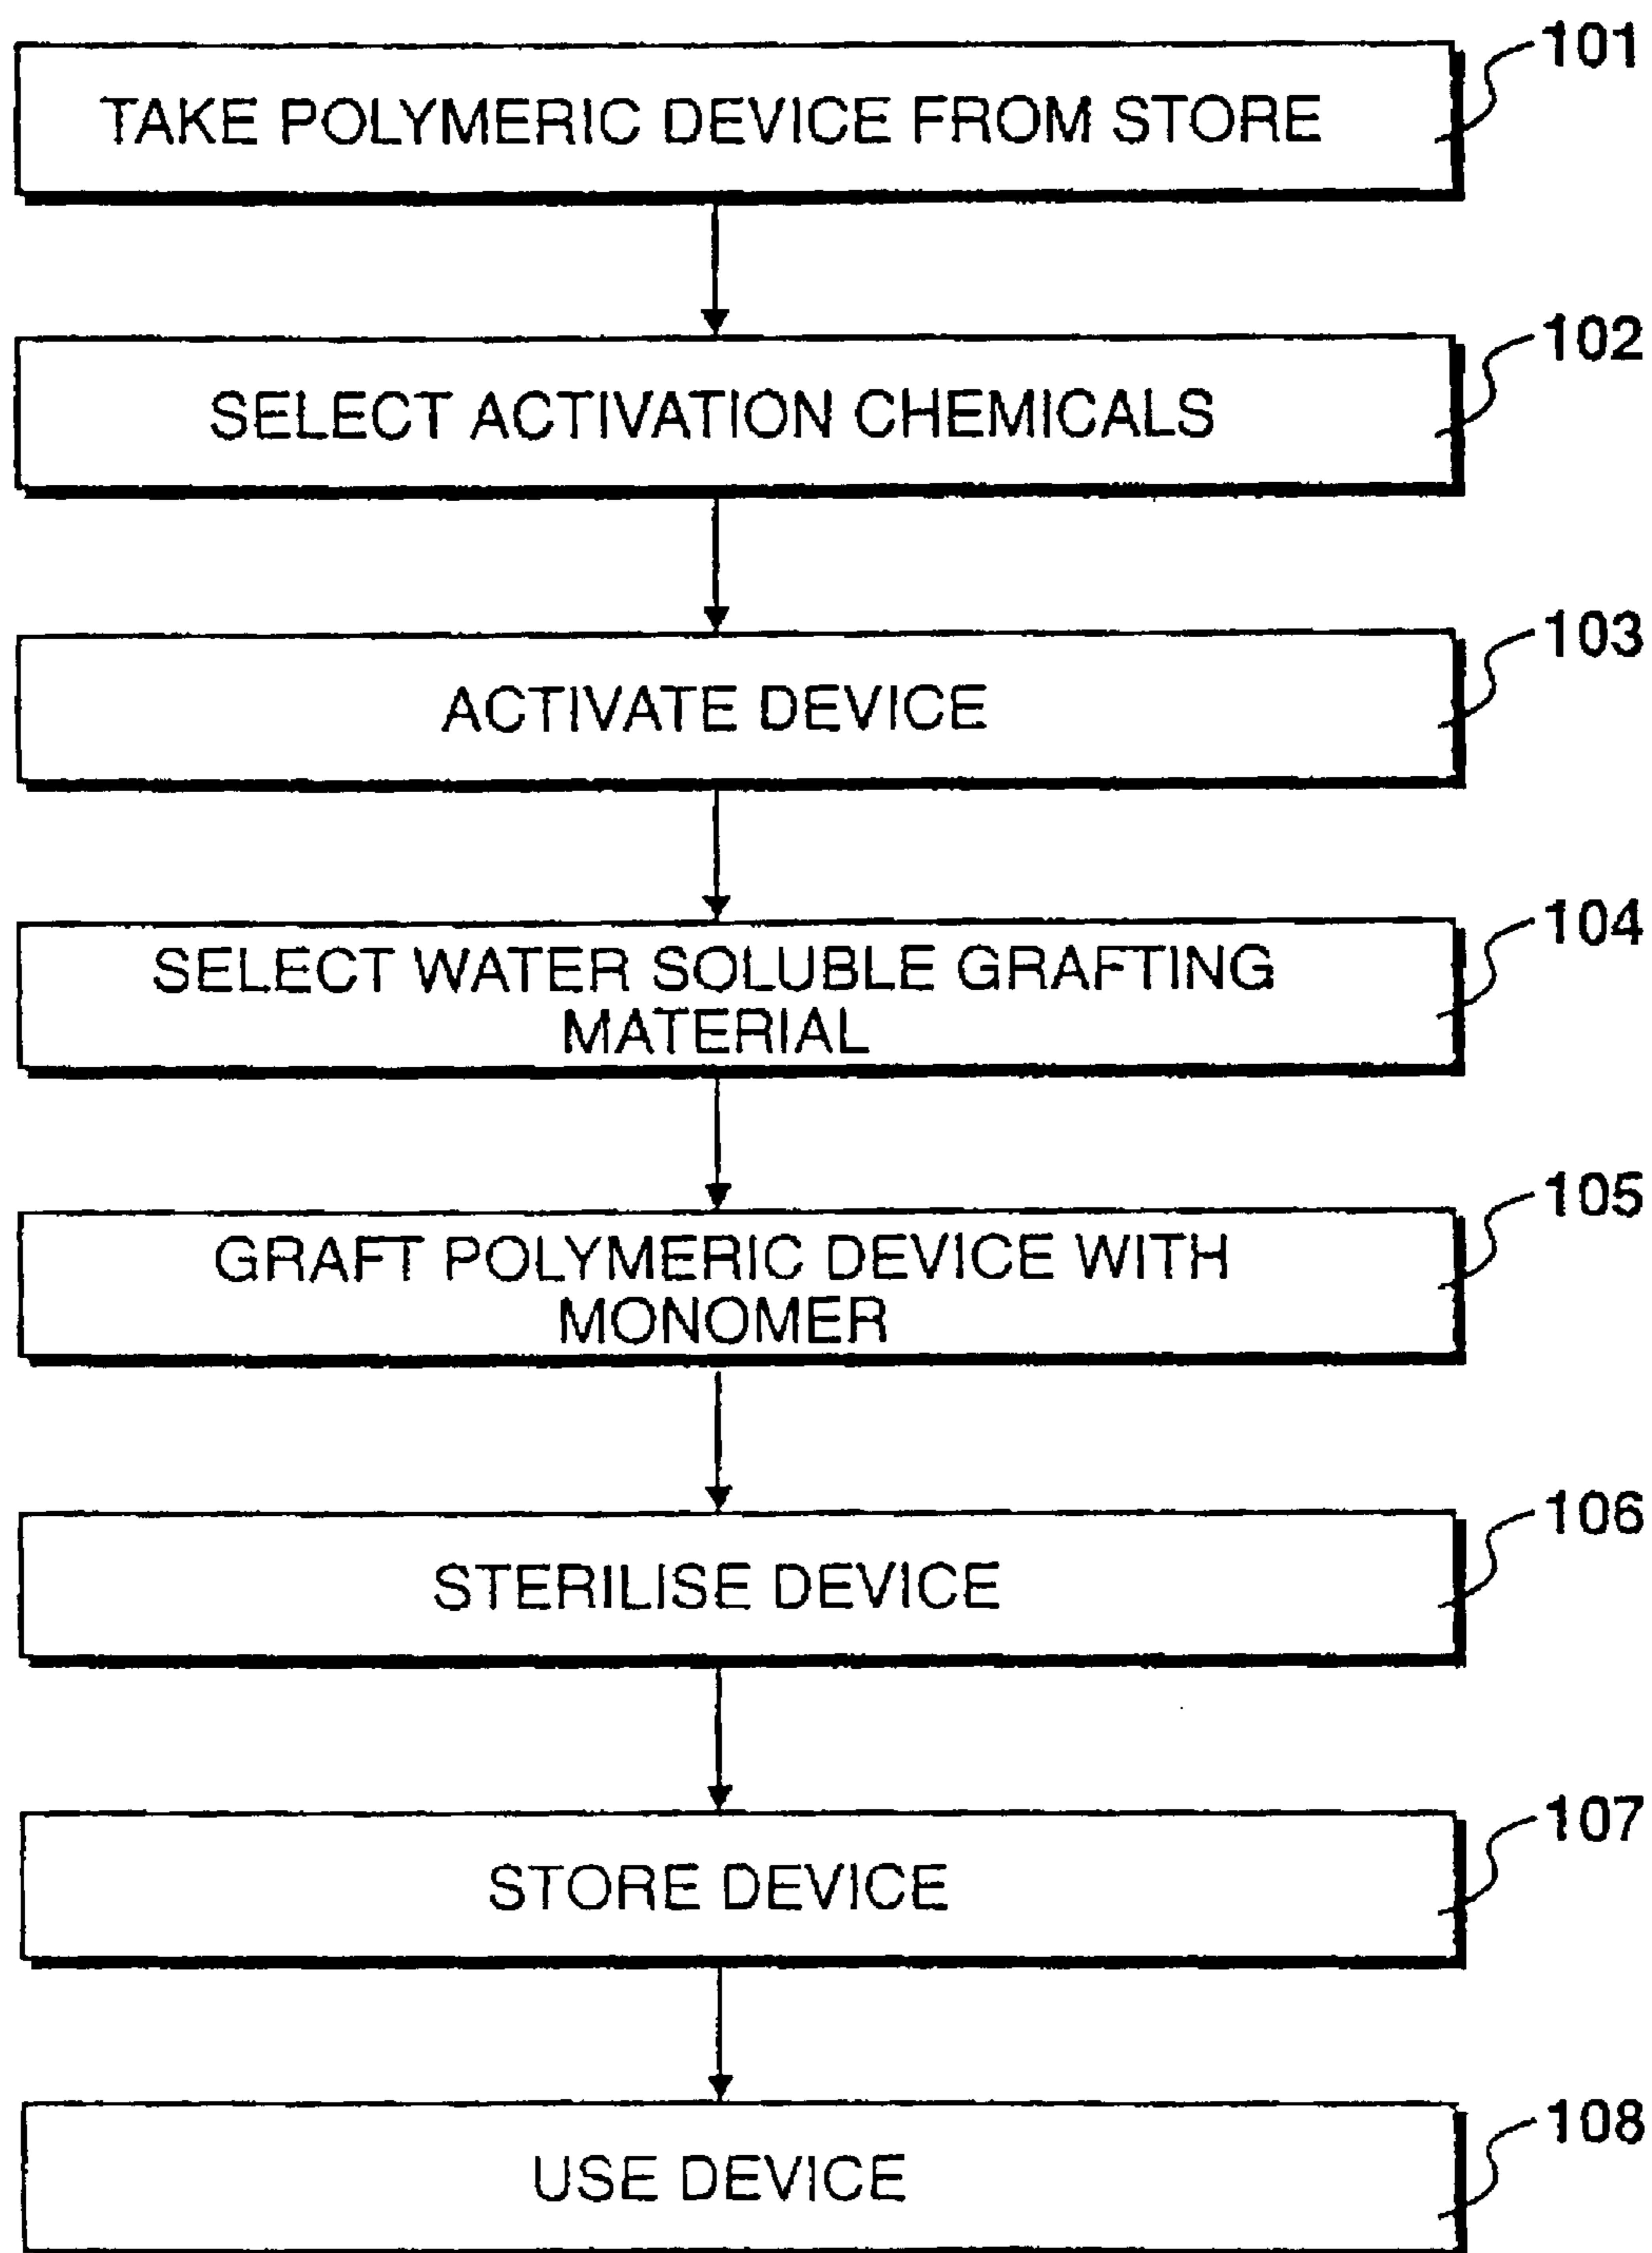 101
TAKE POLYMERIC DEVICE FROM STORE
102
SELECT ACTIVATION CHEMICALS
103
ACTIVATE DEVICE
104
SELECT WATER SOLUBLE GRAFTING
MATERIAL
105
GRAFT POLYMERIC DEVICE WITH
MONOMER
106
STERILISE DEVICE
107
STORE DEVICE
108
USE DEVICE